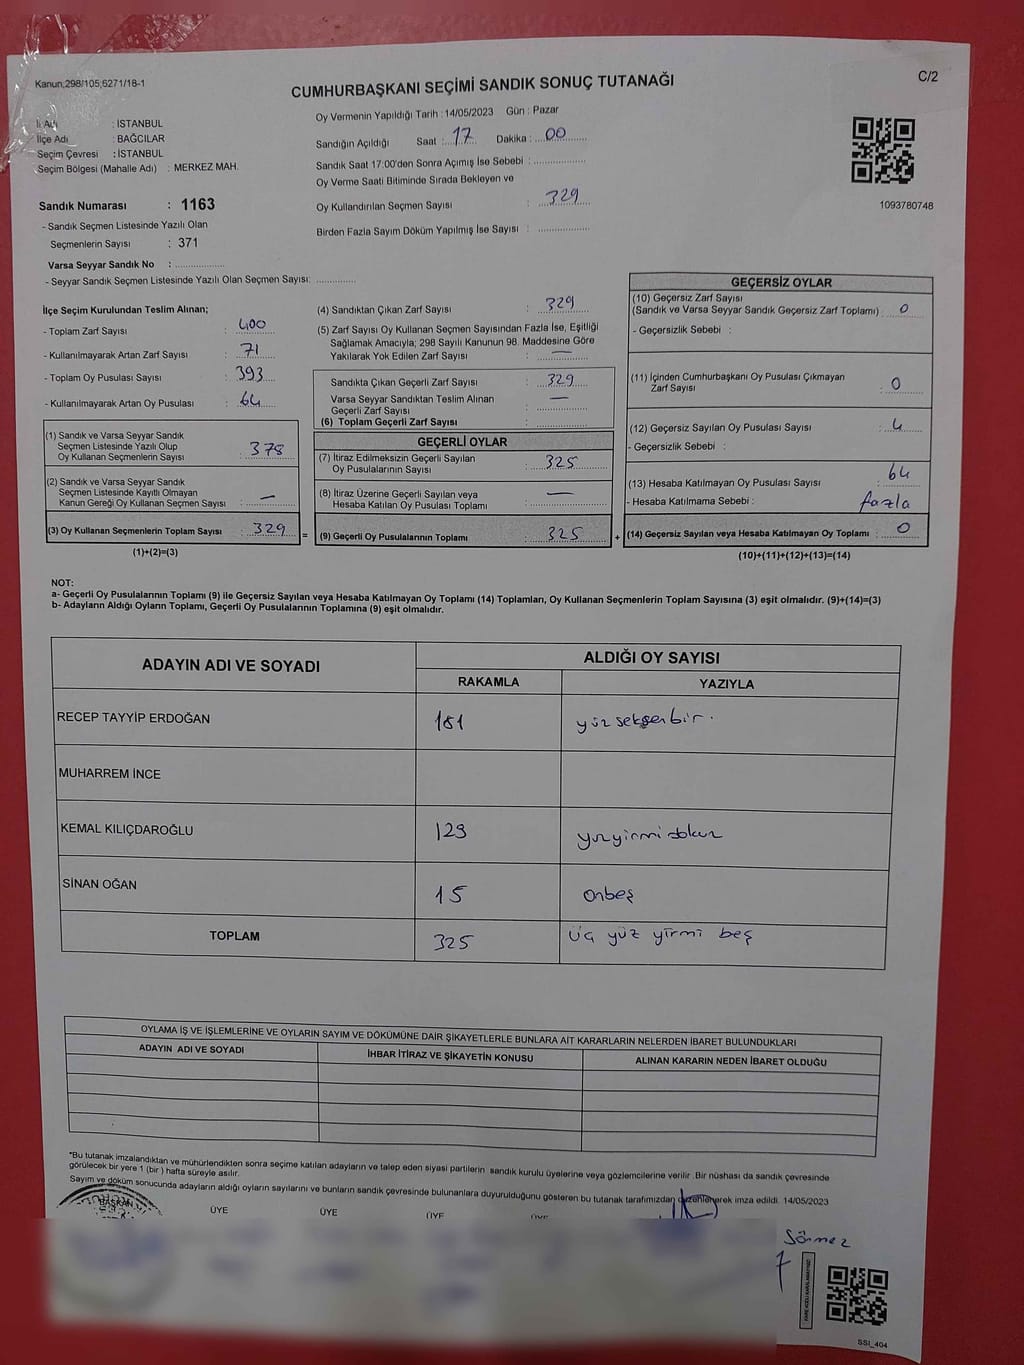 Kanun,298/105,6271/18-1
CUMHURBAŞKANI SEÇİMİ SANDIK SONUÇ TUTANAĞI
C/2
İli Adı : İSTANBUL
İlçe Adı : BAĞCILAR
Seçim Çevresi : İSTANBUL
Seçim Bölgesi (Mahalle Adı) : MERKEZ MAH.
Oy Vermenin Yapıldığı Tarih : 14/05/2023 Gün : Pazar
Sandığın Açıldığı Saat : 17 Dakika : 00
Sandık Saat 17:00'den Sonra Açımış İse Sebebi :
Oy Verme Saati Bitiminde Sırada Bekleyen ve
Oy Kullandırılan Seçmen Sayısı : 329
Birden Fazla Sayım Döküm Yapılmış İse Sayısı :
1093780748
Sandık Numarası : 1163
- Sandık Seçmen Listesinde Yazılı Olan
Seçmenlerin Sayısı : 371
Varsa Seyyar Sandık No :
- Seyyar Sandık Seçmen Listesinde Yazılı Olan Seçmen Sayısı:
İlçe Seçim Kurulundan Teslim Alınan;
- Toplam Zarf Sayısı : 400
- Kullanılmayarak Artan Zarf Sayısı : 71
- Toplam Oy Pusulası Sayısı : 393
- Kullanılmayarak Artan Oy Pusulası : 64
(1) Sandık ve Varsa Seyyar Sandık
Seçmen Listesinde Yazılı Olup
Oy Kullanan Seçmenlerin Sayısı : 378
(2) Sandık ve Varsa Seyyar Sandık
Seçmen Listesinde Kayıtlı Olmayan
Kanun Gereği Oy Kullanan Seçmen Sayısı : —
(3) Oy Kullanan Seçmenlerin Toplam Sayısı : 329 =
(1)+(2)=(3)
(4) Sandıktan Çıkan Zarf Sayısı : 329
(5) Zarf Sayısı Oy Kullanan Seçmen Sayısından Fazla İse, Eşitliği
Sağlamak Amacıyla; 298 Sayılı Kanunun 98. Maddesine Göre
Yakılarak Yok Edilen Zarf Sayısı : —
Sandıkta Çıkan Geçerli Zarf Sayısı : 329
Varsa Seyyar Sandıktan Teslim Alınan —
Geçerli Zarf Sayısı :
(6) Toplam Geçerli Zarf Sayısı :
GEÇERLİ OYLAR
(7) İtiraz Edilmeksizin Geçerli Sayılan
Oy Pusulalarının Sayısı : 325
(8) İtiraz Üzerine Geçerli Sayılan veya —
Hesaba Katılan Oy Pusulası Toplamı :
(9) Geçerli Oy Pusulalarının Toplamı : 325 +
GEÇERSİZ OYLAR
(10) Geçersiz Zarf Sayısı
(Sandık ve Varsa Seyyar Sandık Geçersiz Zarf Toplamı) : 0
- Geçersizlik Sebebi :
(11) İçinden Cumhurbaşkanı Oy Pusulası Çıkmayan
Zarf Sayısı : 0
(12) Geçersiz Sayılan Oy Pusulası Sayısı : 4
- Geçersizlik Sebebi :
(13) Hesaba Katılmayan Oy Pusulası Sayısı : 64
- Hesaba Katılmama Sebebi : fazla
(14) Geçersiz Sayılan veya Hesaba Katılmayan Oy Toplamı : 0
(10)+(11)+(12)+(13)=(14)
NOT:
a- Geçerli Oy Pusulalarının Toplamı (9) ile Geçersiz Sayılan veya Hesaba Katılmayan Oy Toplamı (14) Toplamları, Oy Kullanan Seçmenlerin Toplam Sayısına (3) eşit olmalıdır. (9)+(14)=(3)
b- Adayların Aldığı Oyların Toplamı, Geçerli Oy Pusulalarının Toplamına (9) eşit olmalıdır.
ADAYIN ADI VE SOYADI
ALDIĞI OY SAYISI
RAKAMLA YAZIYLA
RECEP TAYYİP ERDOĞAN 181 yüz seksenbir.
MUHARREM İNCE
KEMAL KILIÇDAROĞLU 129 yuzyirmi dokuz
SİNAN OĞAN 15 onbeş
TOPLAM 325 üç yüz yirmi beş
OYLAMA İŞ VE İŞLEMLERİNE VE OYLARIN SAYIM VE DÖKÜMÜNE DAİR ŞİKAYETLERLE BUNLARA AİT KARARLARIN NELERDEN İBARET BULUNDUKLARI
ADAYIN ADI VE SOYADI İHBAR İTİRAZ VE ŞİKAYETİN KONUSU ALINAN KARARIN NEDEN İBARET OLDUĞU
*Bu tutanak imzalandıktan ve mühürlendikten sonra seçime katılan adayların ve talep eden siyasi partilerin sandık kurulu üyelerine veya gözlemcilerine verilir. Bir nüshası da sandık çevresinde
görülecek bir yere 1 (bir) hafta süreyle asılır.
Sayım ve döküm sonucunda adayların aldığı oyların sayılarını ve bunların sandık çevresinde bulunanlara duyurulduğunu gösteren bu tutanak tarafımızdan düzenlenerek imza edildi. 14/05/2023
BAŞKAN ÜYE ÜYE ÜYE ÜYE
Sönmez
SSI_404